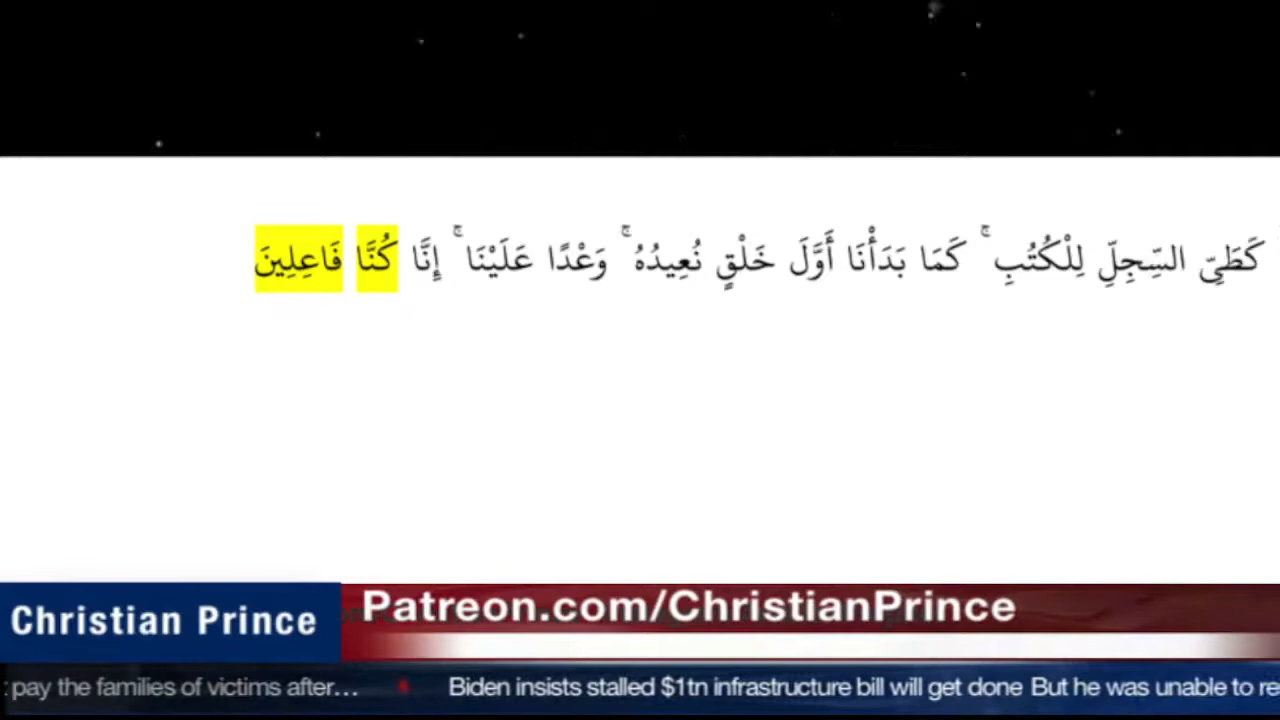 كَطَيِّ السِّجِلِّ لِلْكُتُبِ ۚ كَمَا بَدَأْنَا أَوَّلَ خَلْقٍ نُعِيدُهُ ۚ وَعْدًا عَلَيْنَا ۚ إِنَّا كُنَّا فَاعِلِينَ
Christian Prince
Patreon.com/ChristianPrince
pay the families of victims after... Biden insists stalled $1tn infrastructure bill will get done But he was unable to re